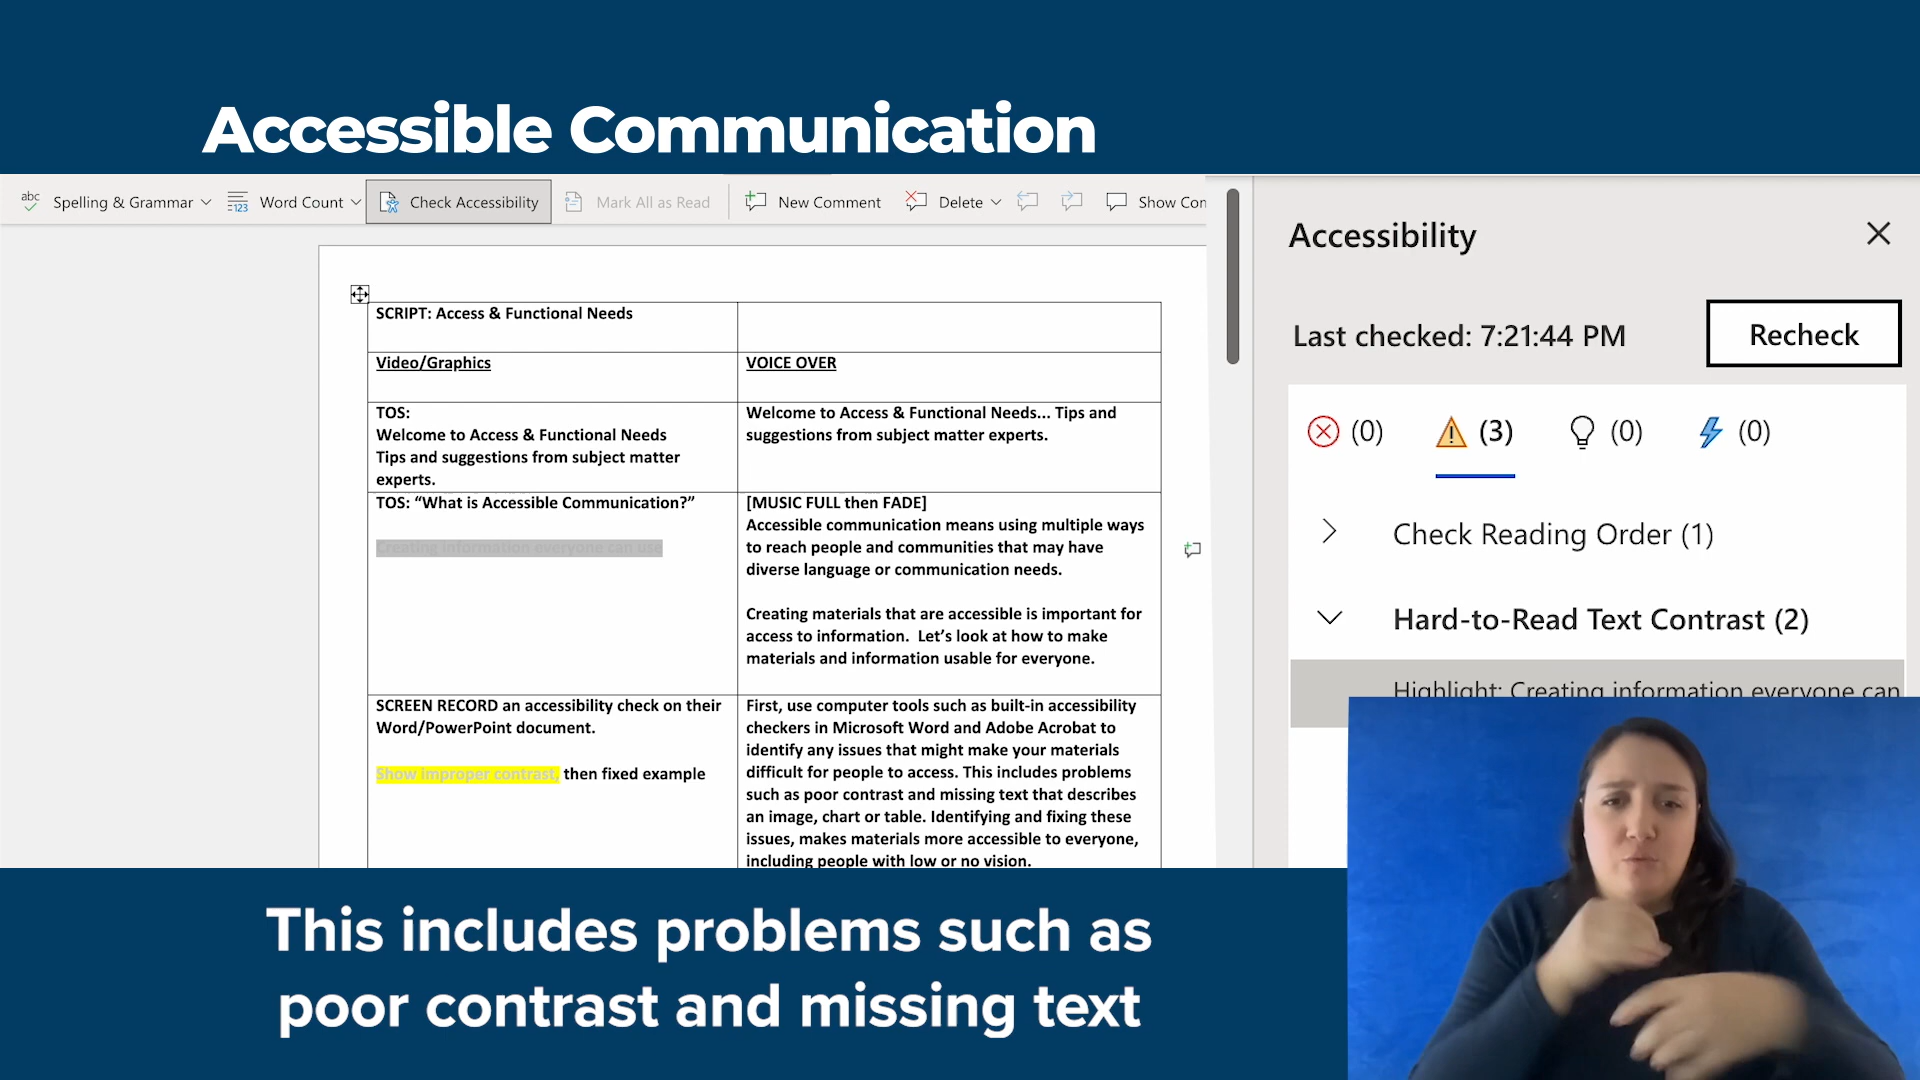 Accessible Communication
abc
Spelling & Grammar
123
Word Count
Check Accessibility
Mark All as Read
New Comment
Delete
Show Con
SCRIPT: Access & Functional Needs
Video/Graphics
VOICE OVER
TOS:
Welcome to Access & Functional Needs
Tips and suggestions from subject matter
experts.
Welcome to Access & Functional Needs... Tips and
suggestions from subject matter experts.
TOS: “What is Accessible Communication?”
Creating information everyone can use
[MUSIC FULL then FADE]
Accessible communication means using multiple ways
to reach people and communities that may have
diverse language or communication needs.
Creating materials that are accessible is important for
access to information.  Let’s look at how to make
materials and information usable for everyone.
SCREEN RECORD an accessibility check on their
Word/PowerPoint document.
Show improper contrast, then fixed example
First, use computer tools such as built-in accessibility
checkers in Microsoft Word and Adobe Acrobat to
identify any issues that might make your materials
difficult for people to access. This includes problems
such as poor contrast and missing text that describes
an image, chart or table. Identifying and fixing these
issues, makes materials more accessible to everyone,
including people with low or no vision.
Accessibility
Last checked: 7:21:44 PM
Recheck
(0)
(3)
(0)
(0)
Check Reading Order (1)
Hard-to-Read Text Contrast (2)
Highlight: Creating information everyone can
This includes problems such as
poor contrast and missing text